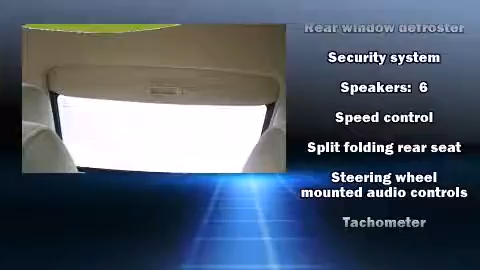 Rear window defroster
Security system
Speakers: 6
Speed control
Split folding rear seat
Steering wheel
mounted audio controls
Tachometer